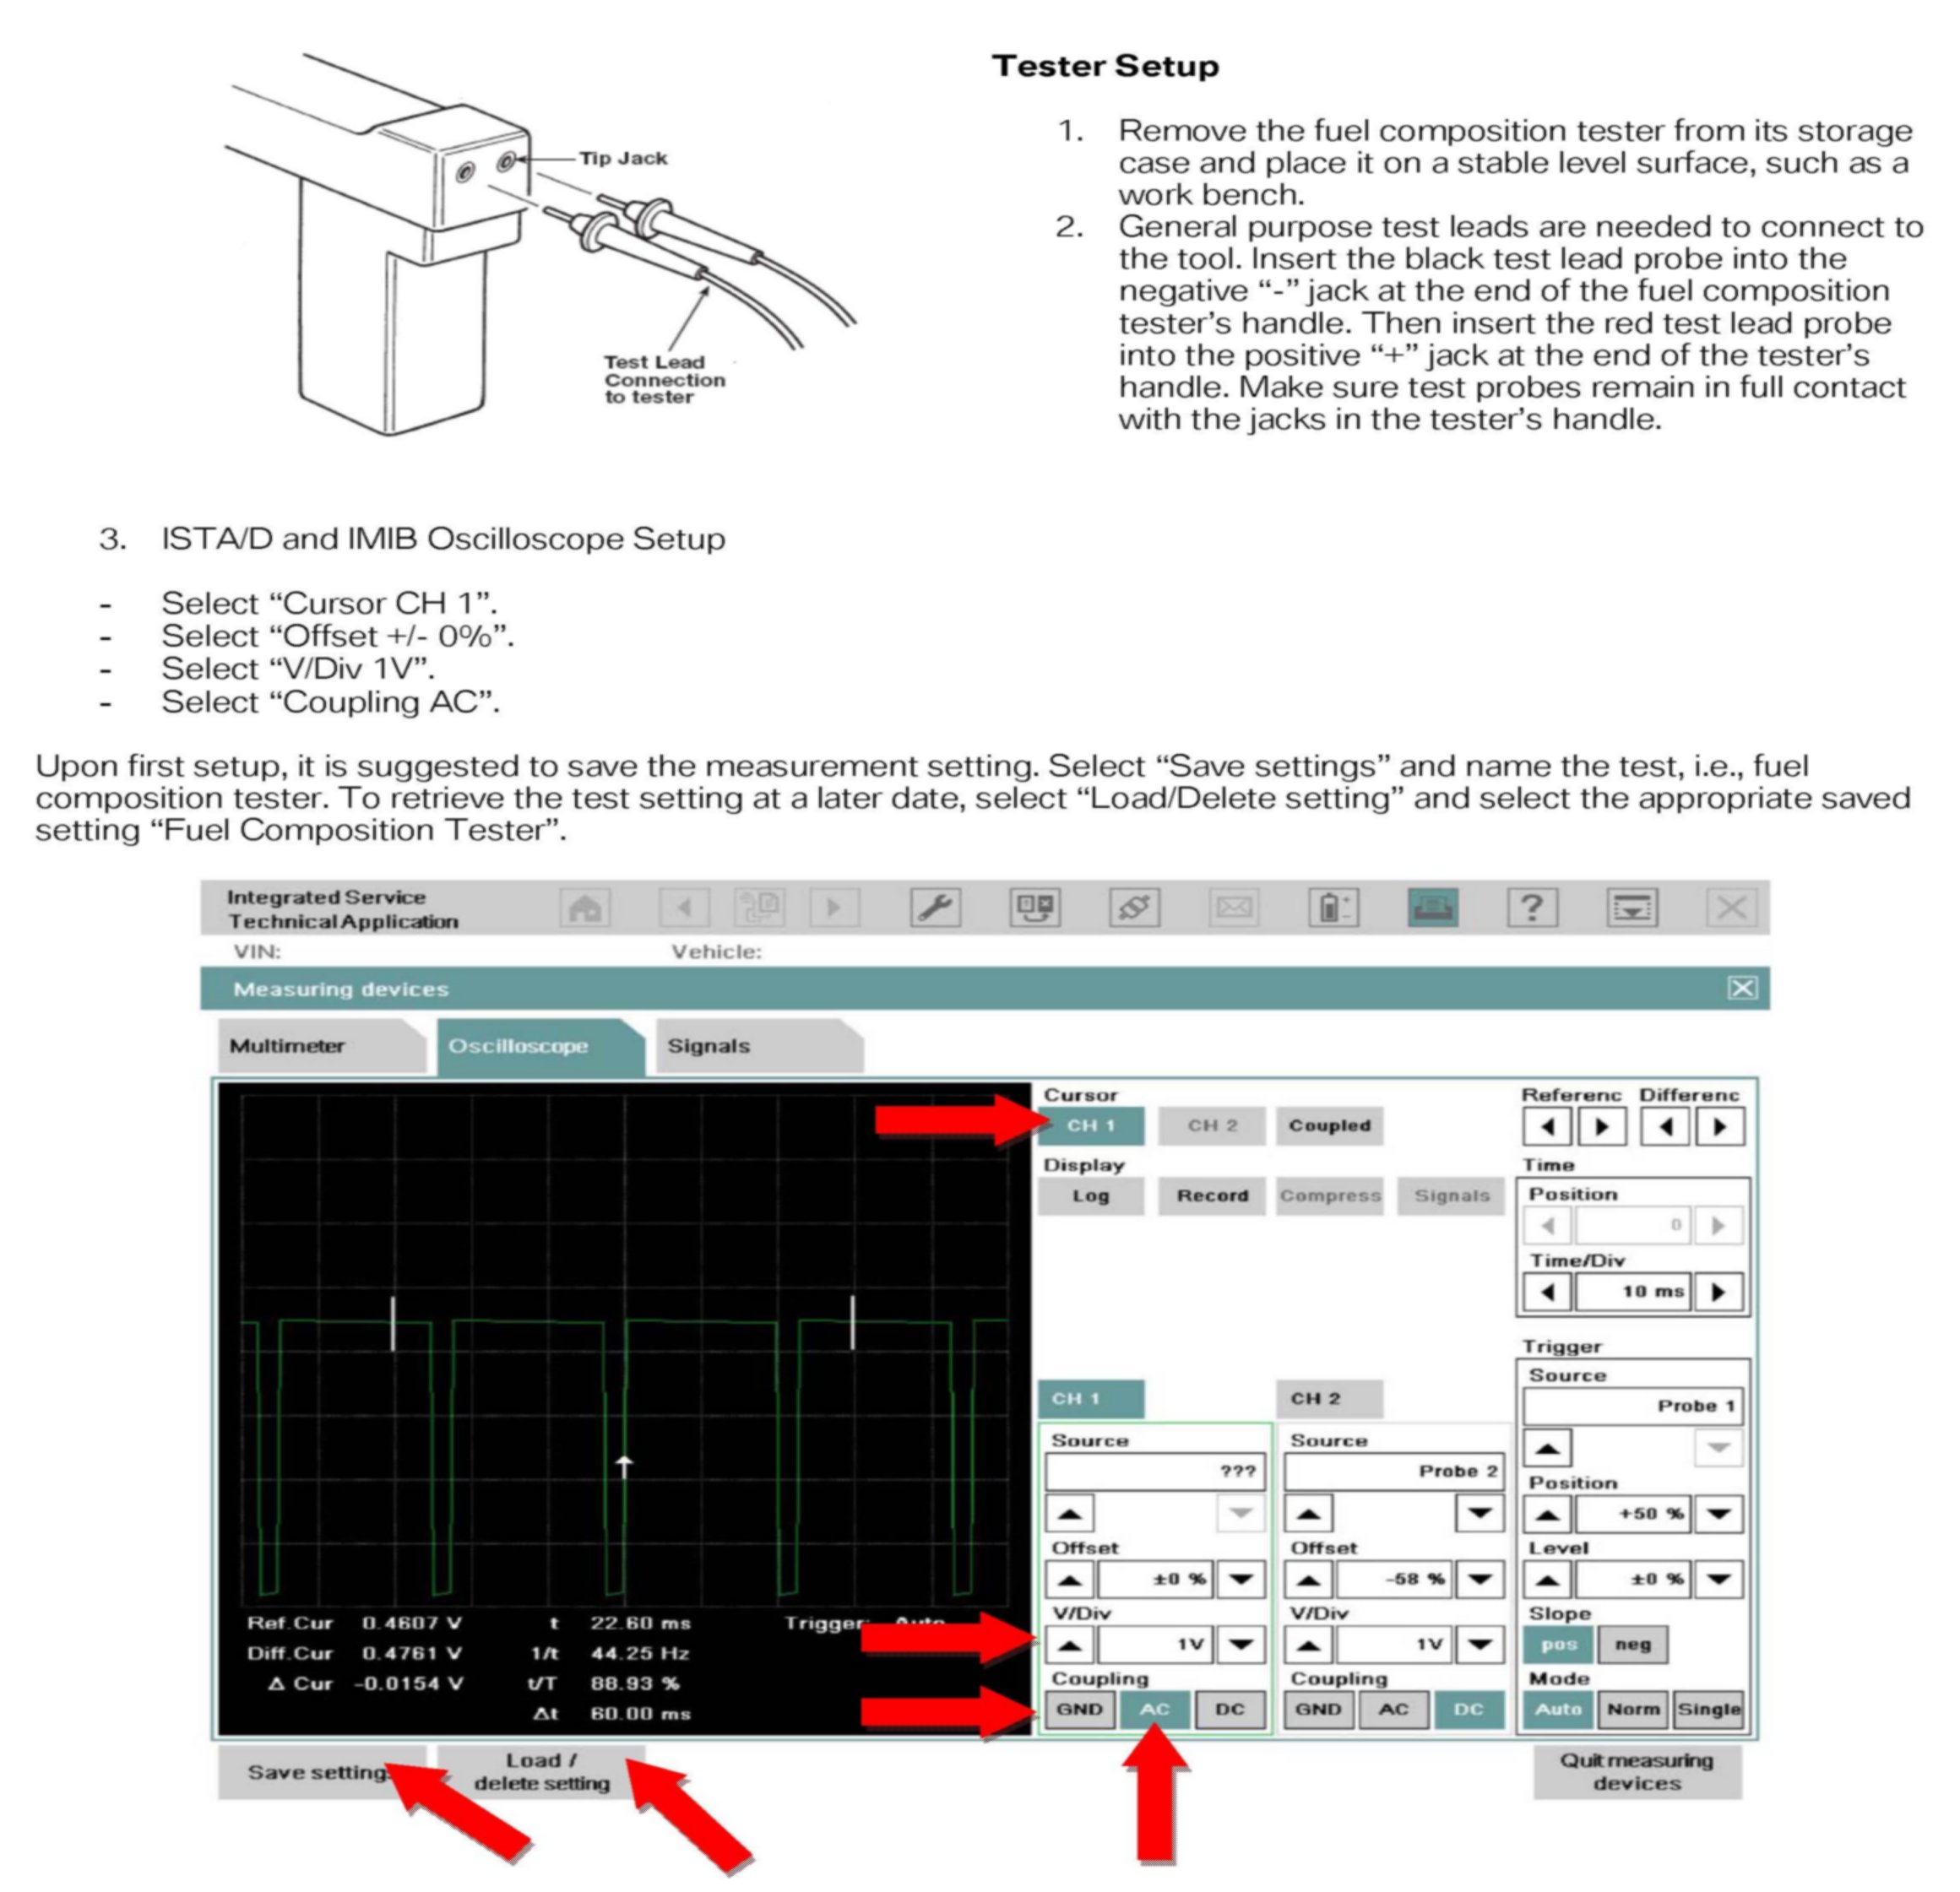 Tester Setup
Tip Jack
Test Lead
Connection
to tester
1. Remove the fuel composition tester from its storage
case and place it on a stable level surface, such as a
work bench.
2. General purpose test leads are needed to connect to
the tool. Insert the black test lead probe into the
negative “-” jack at the end of the fuel composition
tester’s handle. Then insert the red test lead probe
into the positive “+” jack at the end of the tester’s
handle. Make sure test probes remain in full contact
with the jacks in the tester’s handle.
3. ISTA/D and IMIB Oscilloscope Setup
- Select “Cursor CH 1”.
- Select “Offset +/- 0%”.
- Select “V/Div 1V”.
- Select “Coupling AC”.
Upon first setup, it is suggested to save the measurement setting. Select “Save settings” and name the test, i.e., fuel
composition tester. To retrieve the test setting at a later date, select “Load/Delete setting” and select the appropriate saved
setting “Fuel Composition Tester”.
Integrated Service
Technical Application
VIN: Vehicle:
Measuring devices
Multimeter Oscilloscope Signals
Cursor
CH 1 CH 2 Coupled
Display
Log Record Compress Signals
Referenc Differenc
Time
Position
0
Time/Div
10 ms
Trigger
Source
Probe 1
Position
+50 %
Level
±0 %
Slope
pos neg
Mode
Auto Norm Single
CH 1
Source
???
Offset
±0 %
V/Div
1V
Coupling
GND AC DC
CH 2
Source
Probe 2
Offset
-58 %
V/Div
1V
Coupling
GND AC DC
Ref.Cur 0.4607 V t 22.60 ms Trigger: Auto
Diff.Cur 0.4761 V 1/t 44.25 Hz
Δ Cur -0.0154 V t/T 88.93 %
Δt 60.00 ms
Save setting
Load /
delete setting
Quit measuring
devices